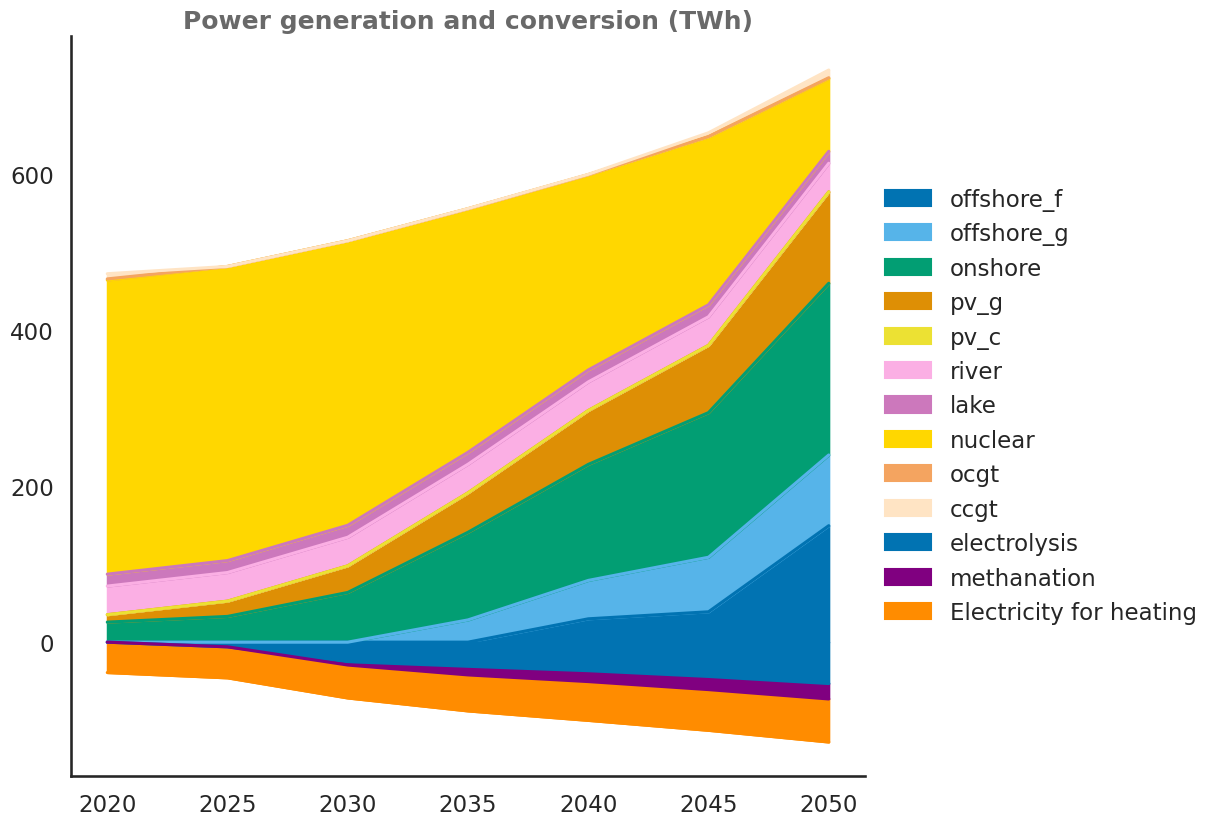 Power generation and conversion (TWh)
600
400
200
0
2020 2025 2030 2035 2040 2045 2050
offshore_f
offshore_g
onshore
pv_g
pv_c
river
lake
nuclear
ocgt
ccgt
electrolysis
methanation
Electricity for heating